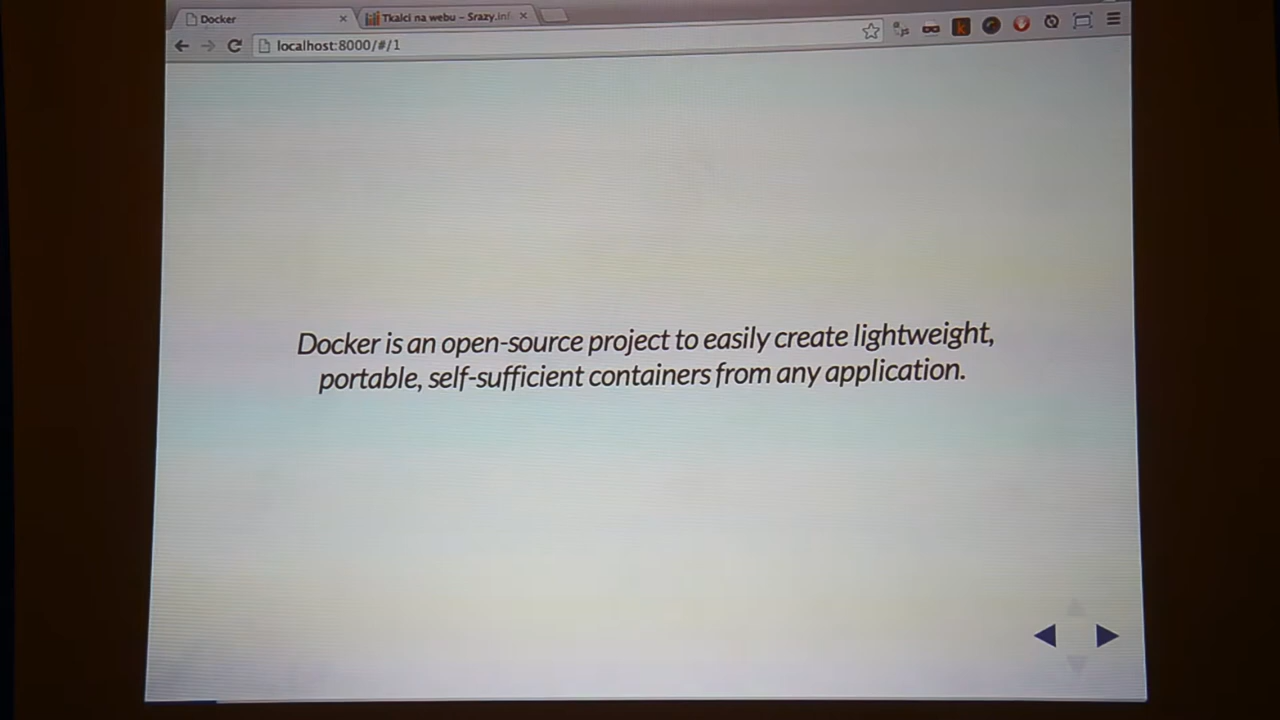 Docker
Tkalci na webu – Srazy.inf
localhost:8000/#/1
Docker is an open-source project to easily create lightweight,
portable, self-sufficient containers from any application.